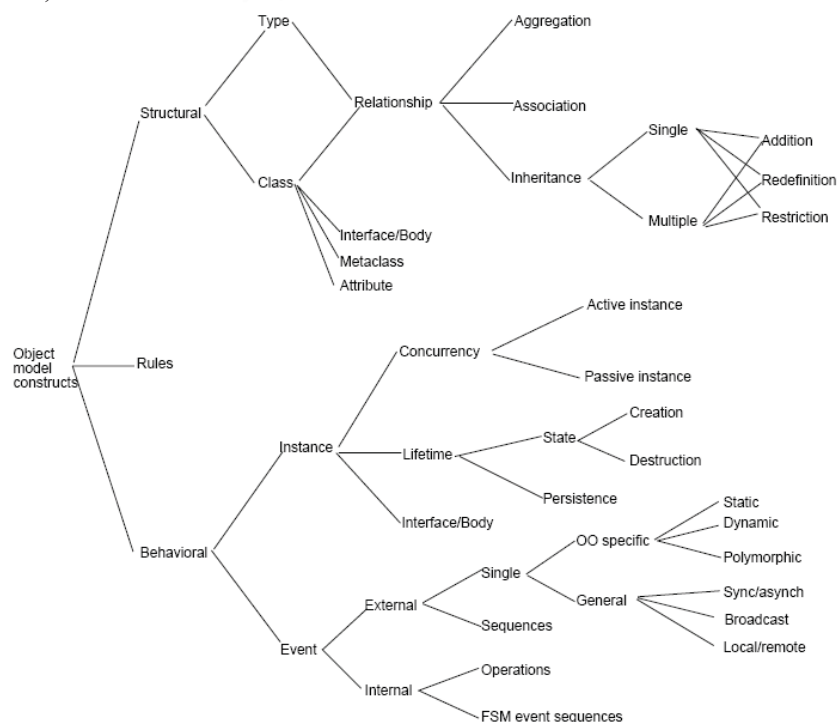 Type
Aggregation
Structural
Relationship
Association
Single
Addition
Class
Inheritance
Redefinition
Multiple
Restriction
Interface/Body
Metaclass
Attribute
Active instance
Object
model
constructs
Rules
Concurrency
Passive instance
Creation
Instance
Lifetime
State
Destruction
Persistence
Interface/Body
Static
Dynamic
Behavioral
OO specific
Polymorphic
Single
External
General
Sync/asynch
Broadcast
Sequences
Event
Local/remote
Operations
Internal
FSM event sequences